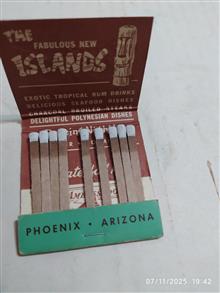 THE
FABULOUS NEW
ISLANDS
EXOTIC TROPICAL RUM DRINKS
DELICIOUS SEAFOOD DISHES
CHARCOAL BROILED STEAKS
DELIGHTFUL POLYNESIAN DISHES
PHOENIX • ARIZONA
07/11/2025 19:42